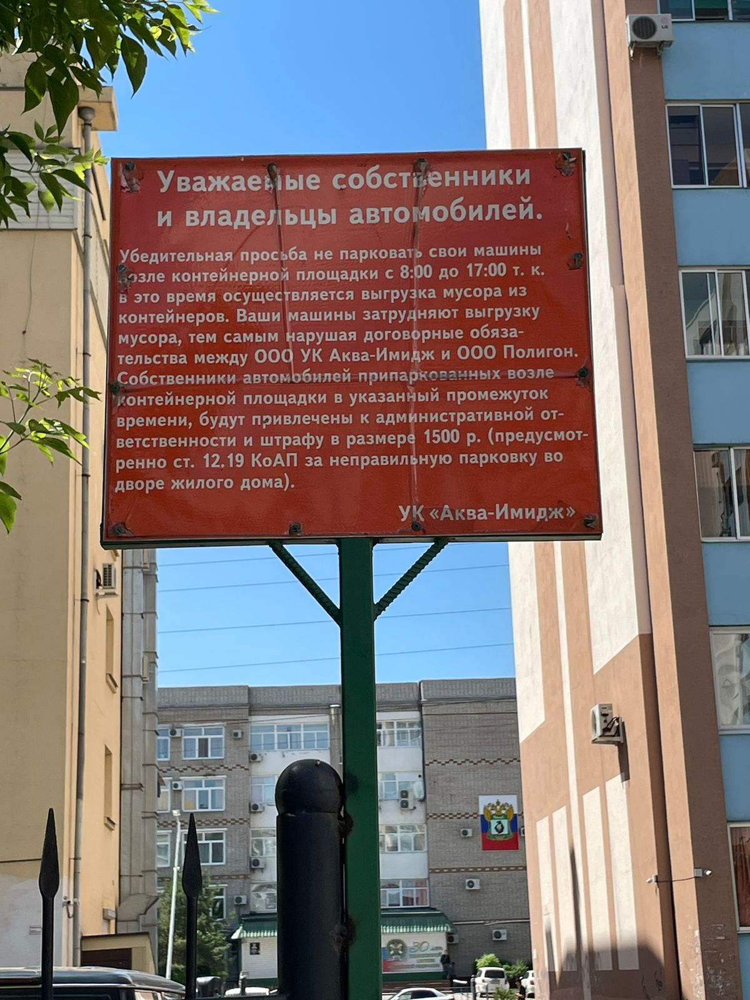 Уважаемые собственники
и владельцы автомобилей.
Убедительная просьба не парковать свои машины
возле контейнерной площадки с 8:00 до 17:00 т. к.
в это время осуществляется выгрузка мусора из
контейнеров. Ваши машины затрудняют выгрузку
мусора, тем самым нарушая договорные обяза-
тельства между ООО УК Аква-Имидж и ООО Полигон.
Собственники автомобилей припаркованных возле
контейнерной площадки в указанный промежуток
времени, будут привлечены к административной от-
ветственности и штрафу в размере 1500 р. (предусмот-
ренно ст. 12.19 КоАП за неправильную парковку во
дворе жилого дома).
УК «Аква-Имидж»
LG
50